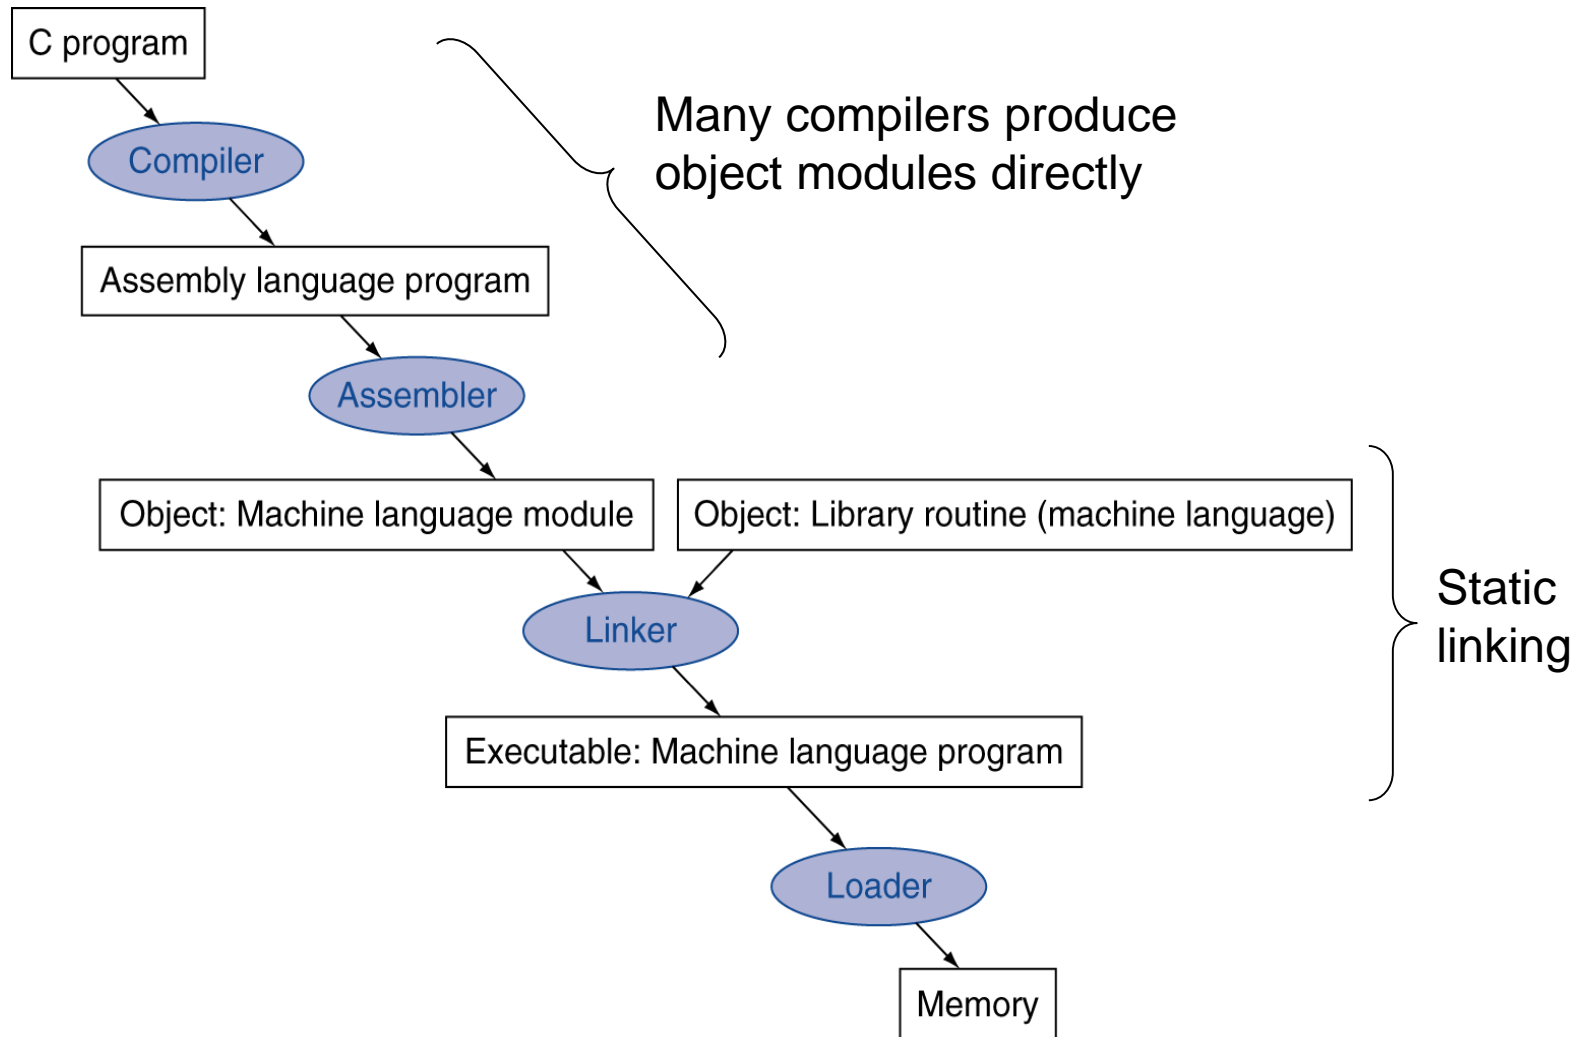 C program
Many compilers produce
object modules directly
Compiler
Assembly language program
Assembler
Object: Machine language module
Object: Library routine (machine language)
Static
linking
Linker
Executable: Machine language program
Loader
Memory